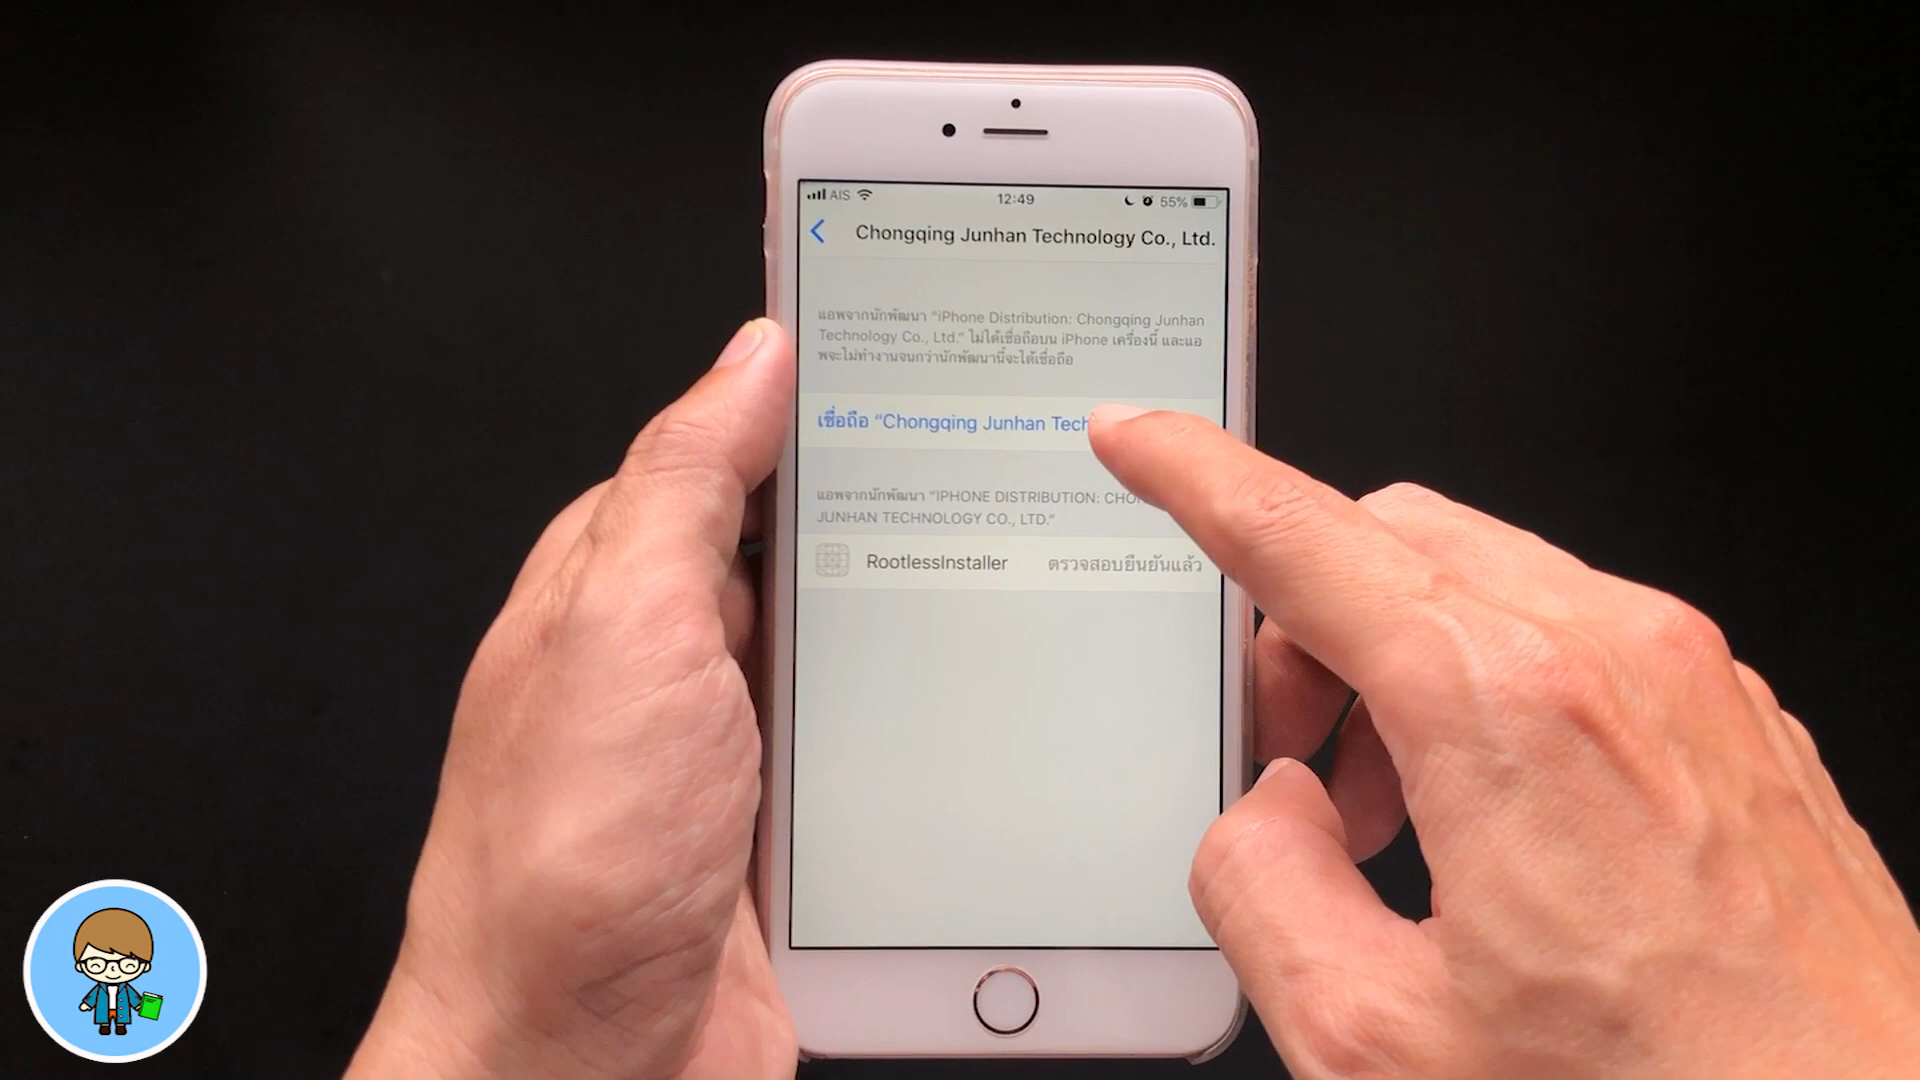 AIS 12:49 55%
Chongqing Junhan Technology Co., Ltd.
แอพจากนักพัฒนา “iPhone Distribution: Chongqing Junhan
Technology Co., Ltd.” ไม่ได้เชื่อถือบน iPhone เครื่องนี้ และแอ
พจะไม่ทำงานจนกว่านักพัฒนานี้จะได้เชื่อถือ
เชื่อถือ “Chongqing Junhan Tech
แอพจากนักพัฒนา “IPHONE DISTRIBUTION: CHO
JUNHAN TECHNOLOGY CO., LTD.”
RootlessInstaller ตรวจสอบยืนยันแล้ว